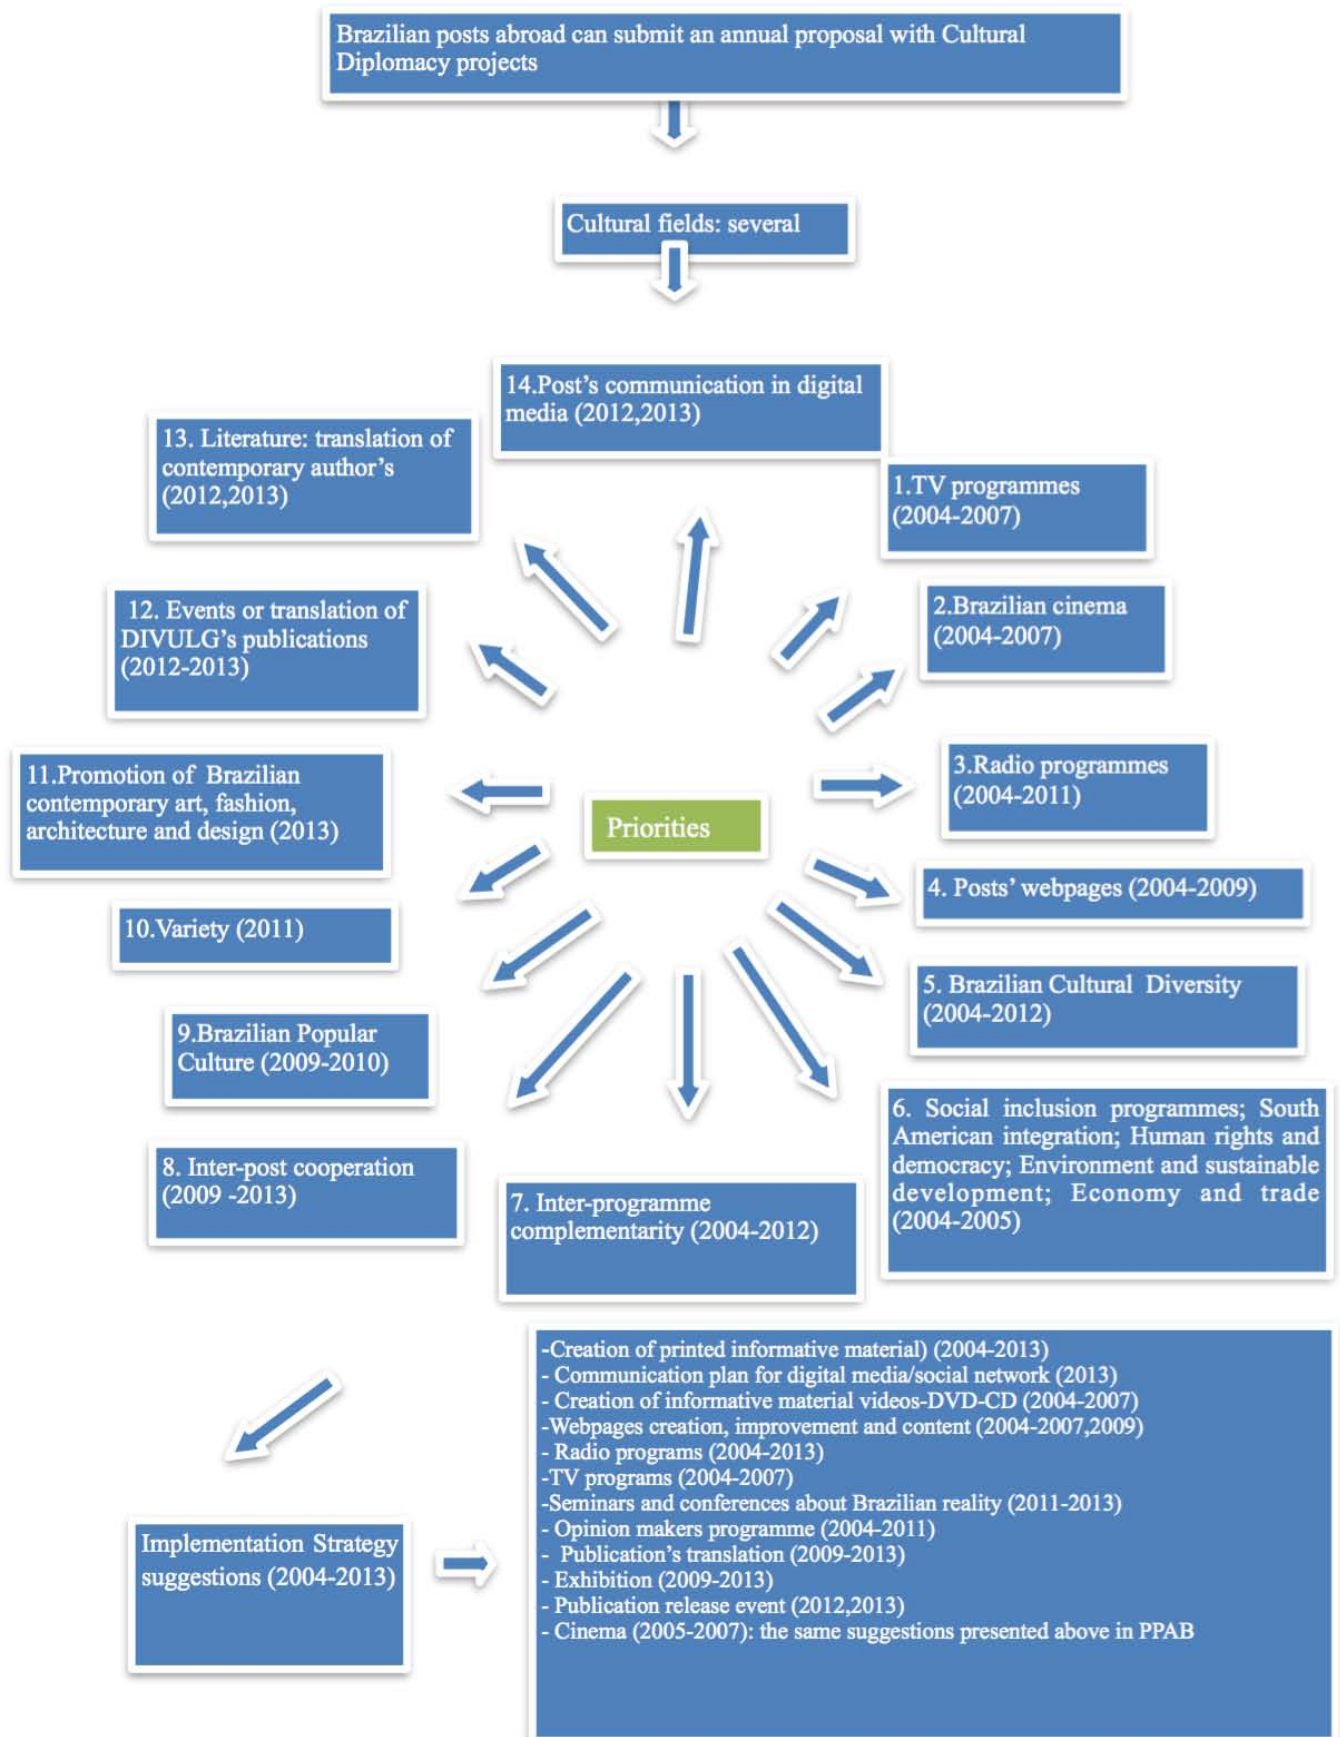 Brazilian posts abroad can submit an annual proposal with Cultural
Diplomacy projects
Cultural fields: several
14.Post's communication in digital
media (2012,2013)
13. Literature: translation of
contemporary author's
(2012,2013)
1.TV programmes
(2004-2007)
12. Events or translation of
DIVULG's publications
(2012-2013)
2.Brazilian cinema
(2004-2007)
11.Promotion of Brazilian
contemporary art, fashion,
architecture and design (2013)
3.Radio programmes
(2004-2011)
Priorities
4. Posts' webpages (2004-2009)
10.Variety (2011)
5. Brazilian Cultural Diversity
(2004-2012)
9.Brazilian Popular
Culture (2009-2010)
6. Social inclusion programmes; South
American integration; Human rights and
democracy; Environment and sustainable
development; Economy and trade
(2004-2005)
8. Inter-post cooperation
(2009 -2013)
7. Inter-programme
complementarity (2004-2012)
Implementation Strategy
suggestions (2004-2013)
-Creation of printed informative material) (2004-2013)
- Communication plan for digital media/social network (2013)
- Creation of informative material videos-DVD-CD (2004-2007)
-Webpages creation, improvement and content (2004-2007,2009)
- Radio programs (2004-2013)
-TV programs (2004-2007)
-Seminars and conferences about Brazilian reality (2011-2013)
- Opinion makers programme (2004-2011)
- Publication's translation (2009-2013)
- Exhibition (2009-2013)
- Publication release event (2012,2013)
- Cinema (2005-2007): the same suggestions presented above in PPAB